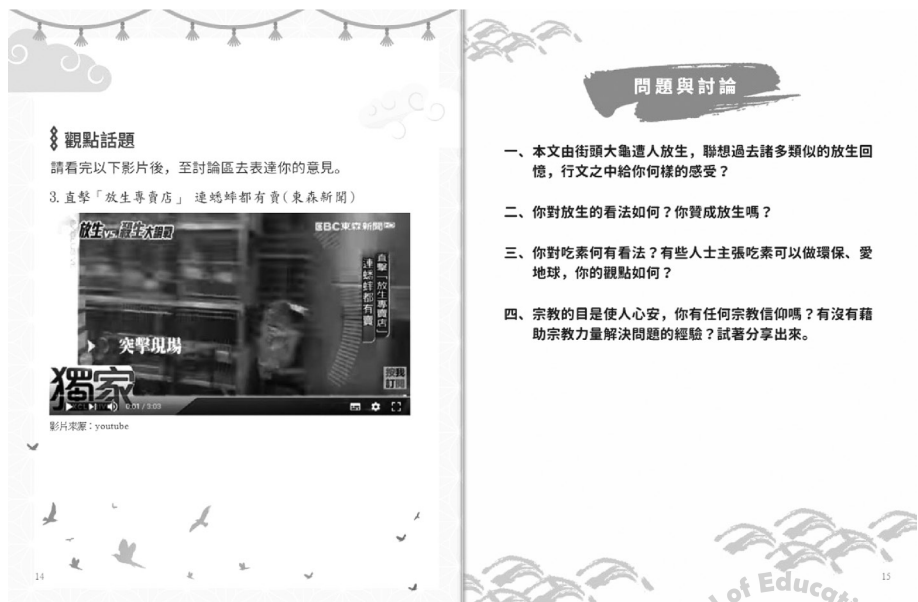 觀點話題
請看完以下影片後，至討論區去表達你的意見。
3. 直擊「放生專賣店」 連蟋蟀都有賣(東森新聞)
放生vs.殺生大論戰
EBC東森新聞
直擊「放生專賣店」
連蟋蟀都有賣
突擊現場
獨家
按我
訂閱
0:01 / 3:03
影片來源：youtube
14
問題與討論
一、本文由街頭大龜遭人放生，聯想過去諸多類似的放生回
憶，行文之中給你何樣的感受？
二、你對放生的看法如何？你贊成放生嗎？
三、你對吃素何有看法？有些人士主張吃素可以做環保、愛
地球，你的觀點如何？
四、宗教的目是使人心安，你有任何宗教信仰嗎？有沒有藉
助宗教力量解決問題的經驗？試著分享出來。
15
of Educa